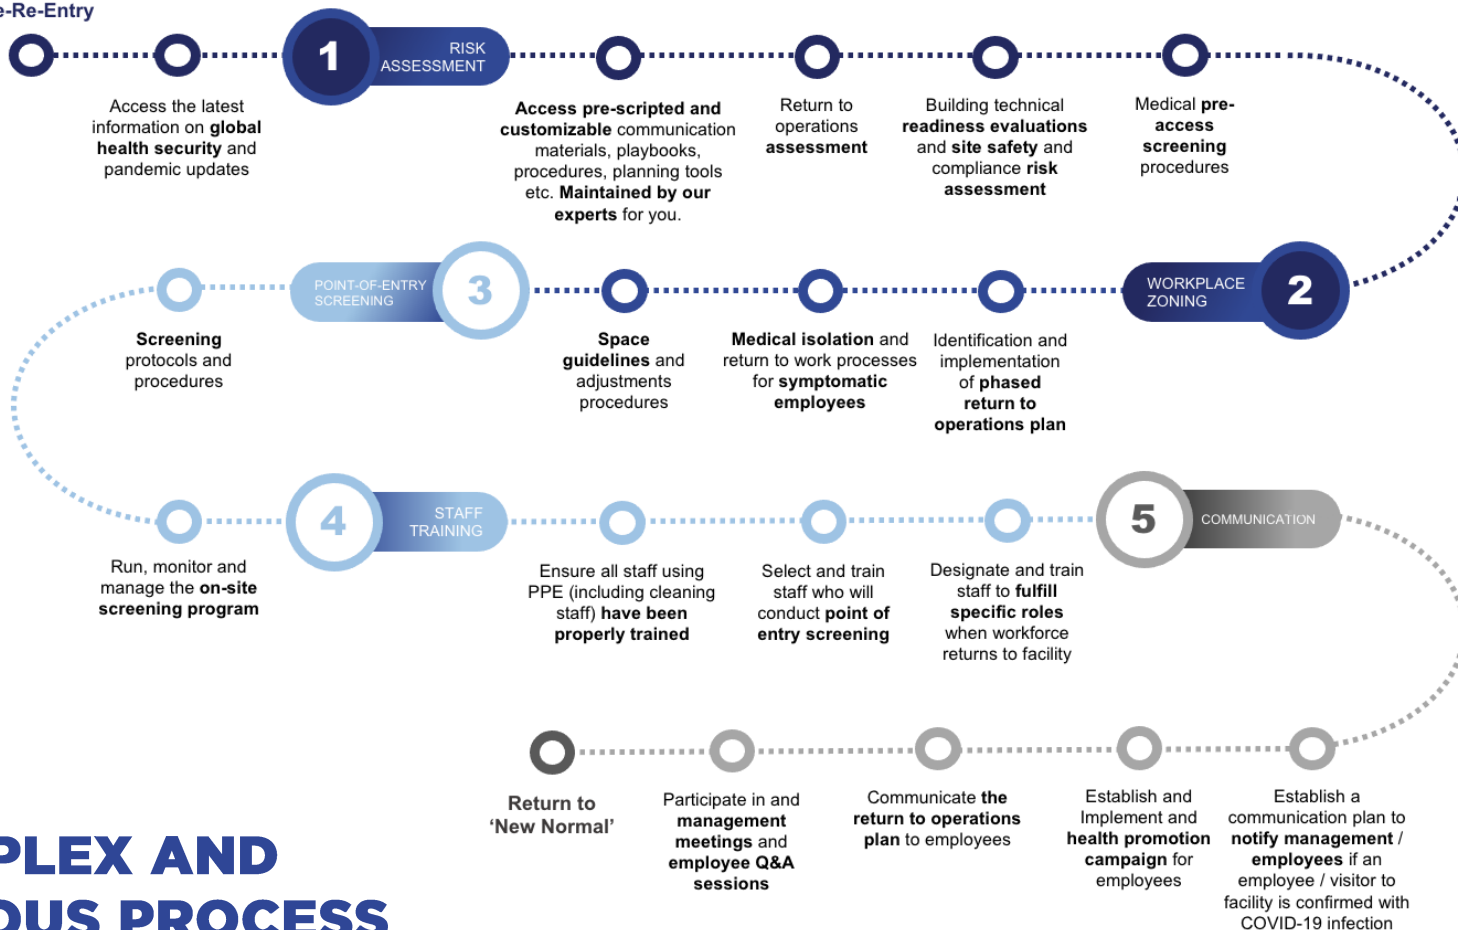 e-Re-Entry
1
RISK
ASSESSMENT
Access the latest
information on global
health security and
pandemic updates
Access pre-scripted and
customizable communication
materials, playbooks,
procedures, planning tools
etc. Maintained by our
experts for you.
Return to
operations
assessment
Building technical
readiness evaluations
and site safety and
compliance risk
assessment
Medical pre-
access
screening
procedures
WORKPLACE
ZONING
2
Identification and
implementation
of phased
return to
operations plan
Medical isolation and
return to work processes
for symptomatic
employees
Space
guidelines and
adjustments
procedures
POINT-OF-ENTRY
SCREENING
3
Screening
protocols and
procedures
Run, monitor and
manage the on-site
screening program
4
STAFF
TRAINING
Ensure all staff using
PPE (including cleaning
staff) have been
properly trained
Select and train
staff who will
conduct point of
entry screening
Designate and train
staff to fulfill
specific roles
when workforce
returns to facility
5
COMMUNICATION
Establish a
communication plan to
notify management /
employees if an
employee / visitor to
facility is confirmed with
COVID-19 infection
Establish and
Implement and
health promotion
campaign for
employees
Communicate the
return to operations
plan to employees
Participate in and
management
meetings and
employee Q&A
sessions
Return to
‘New Normal’
PLEX AND
OUS PROCESS